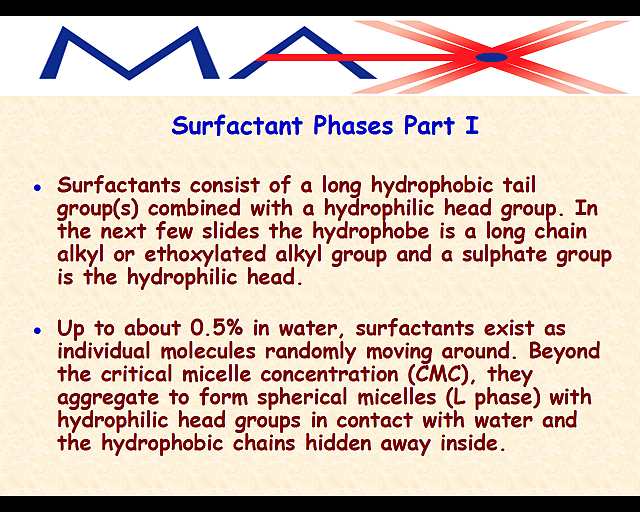 MAX
Surfactant Phases Part I
• Surfactants consist of a long hydrophobic tail
group(s) combined with a hydrophilic head group. In
the next few slides the hydrophobe is a long chain
alkyl or ethoxylated alkyl group and a sulphate group
is the hydrophilic head.
• Up to about 0.5% in water, surfactants exist as
individual molecules randomly moving around. Beyond
the critical micelle concentration (CMC), they
aggregate to form spherical micelles (L phase) with
hydrophilic head groups in contact with water and
the hydrophobic chains hidden away inside.